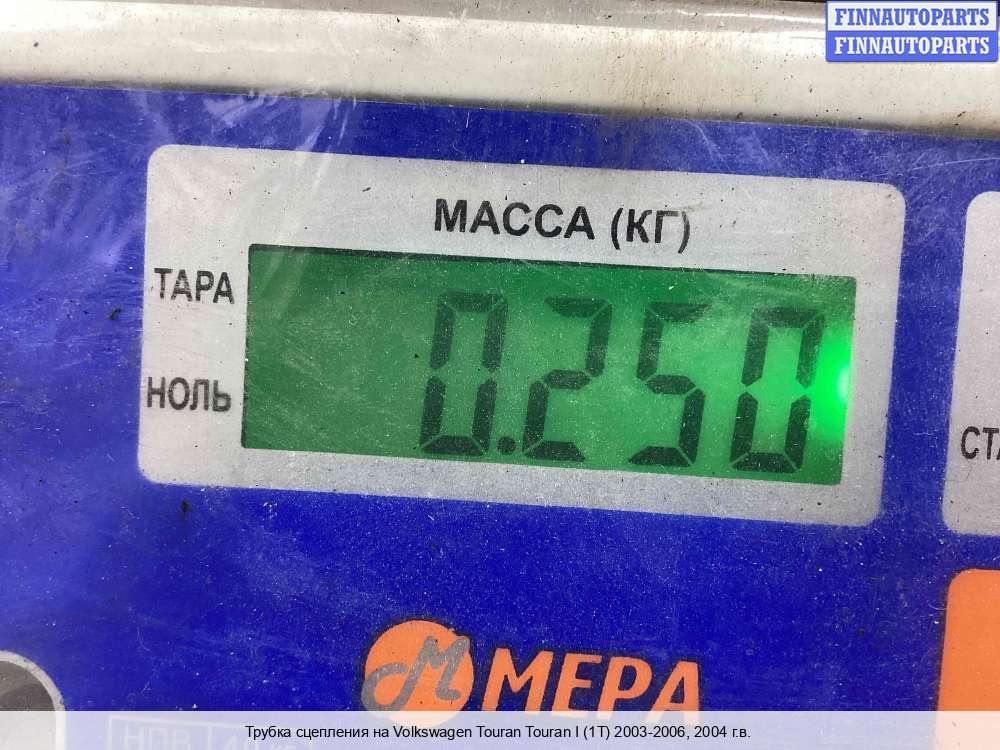 FINNAUTOPARTS
FINNAUTOPARTS
МАССА (КГ)
ТАРА
0.250
НОЛЬ
МЕРА
НПВ
Трубка сцепления на Volkswagen Touran Touran I (1T) 2003-2006, 2004 г.в.